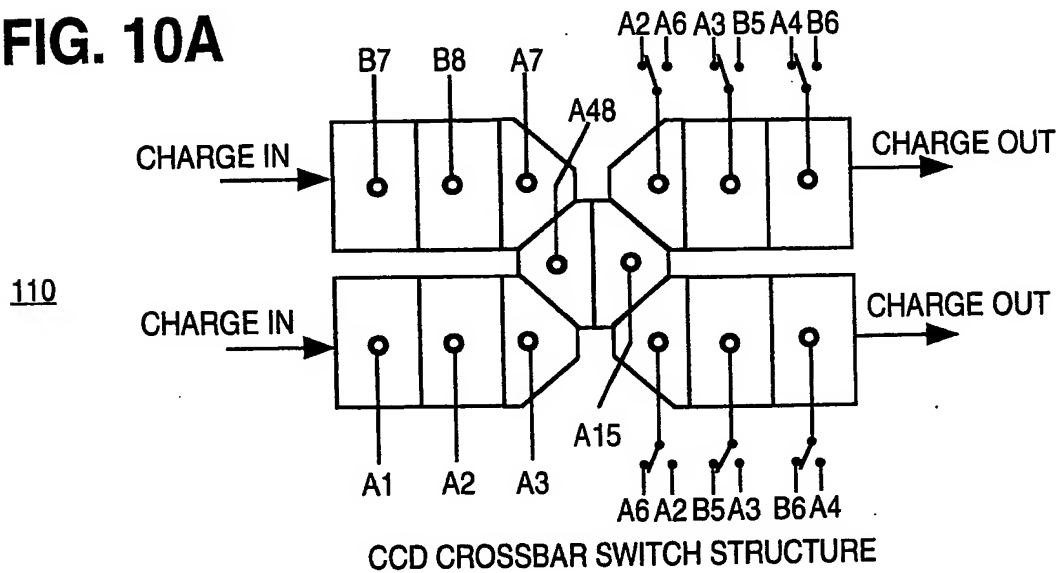 FIG. 10A
A2 A6 A3 B5 A4 B6
B7 B8 A7
A48
CHARGE IN
CHARGE OUT
110
CHARGE IN
CHARGE OUT
A15
A1 A2 A3
A6 A2 B5 A3 B6 A4
CCD CROSSBAR SWITCH STRUCTURE